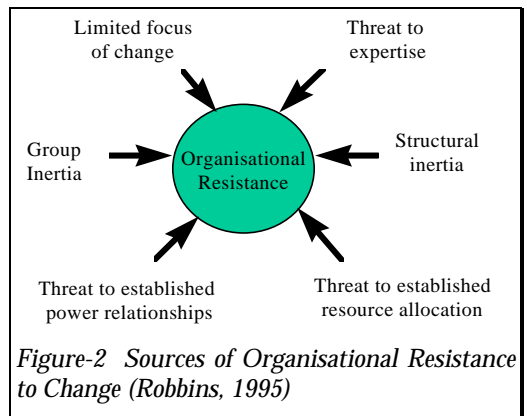 Limited focus
of change
Threat to
expertise
Group
Inertia
Organisational
Resistance
Structural
inertia
Threat to established
power relationships
Threat to established
resource allocation
Figure-2 Sources of Organisational Resistance
to Change (Robbins, 1995)